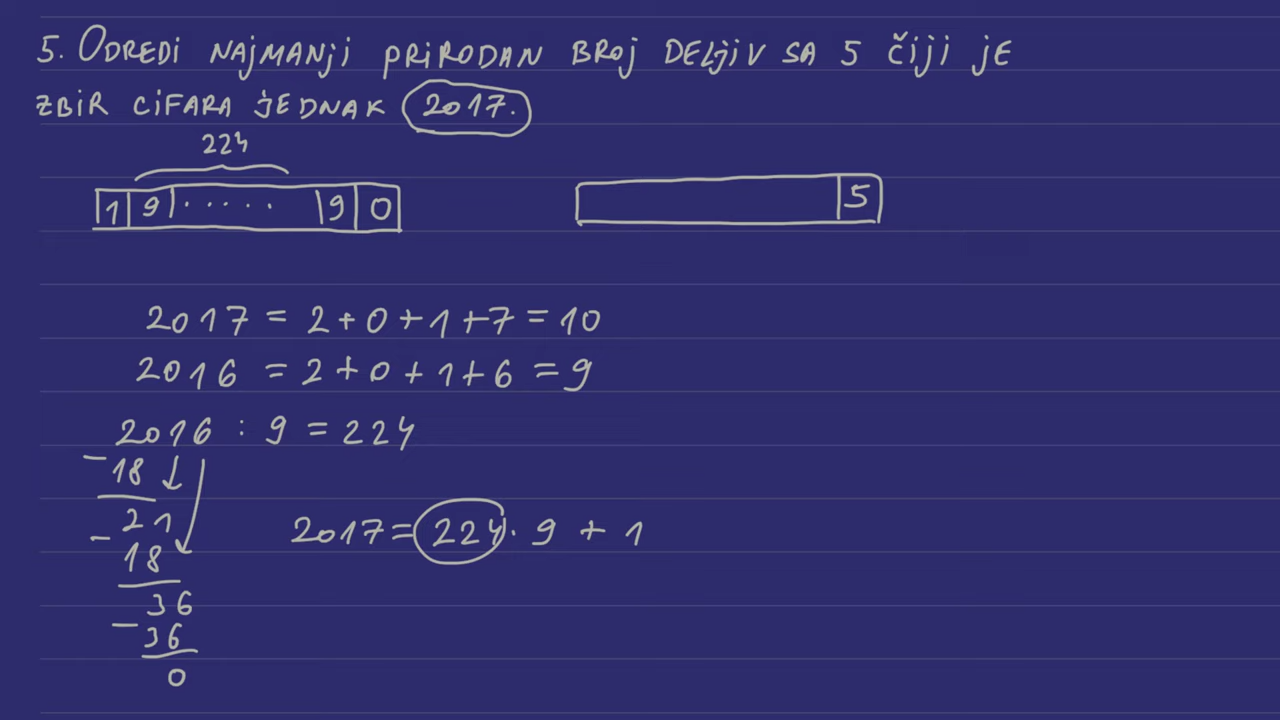 5. ODREDI NAJMANJI PRIRODAN BROJ DELJIV SA 5 ČIJI JE
ZBIR CIFARA JEDNAK 2017.
224
1 9 ..... 9 0
5
2017 = 2+0+1+7=10
2016 = 2+0+1+6=9
2016 : 9 = 224
-18
21
-18
36
-36
0
2017=224·9+1